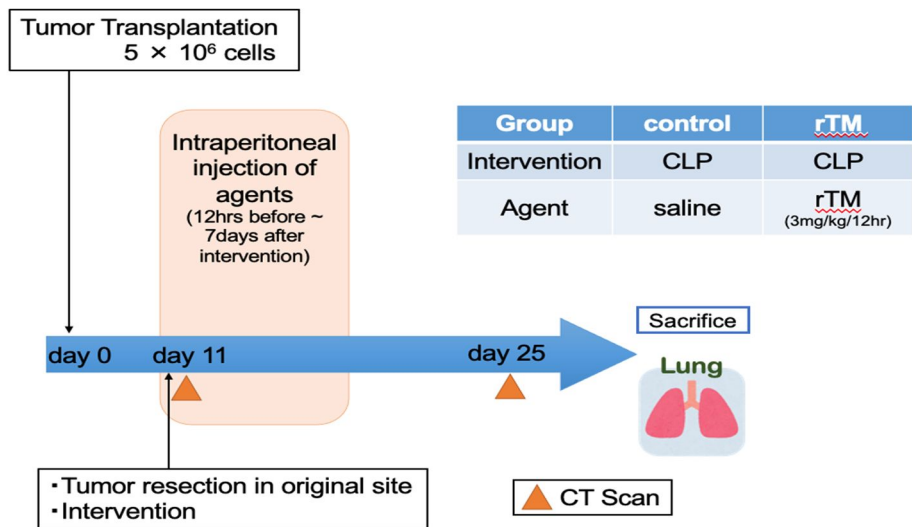 Tumor Transplantation
5 × 10⁶ cells
Intraperitoneal
injection of
agents
(12hrs before ~
7days after
intervention)
Group control rTM
Intervention CLP CLP
Agent saline rTM
(3mg/kg/12hr)
day 0 day 11 day 25
Sacrifice
Lung
・Tumor resection in original site
・Intervention
CT Scan